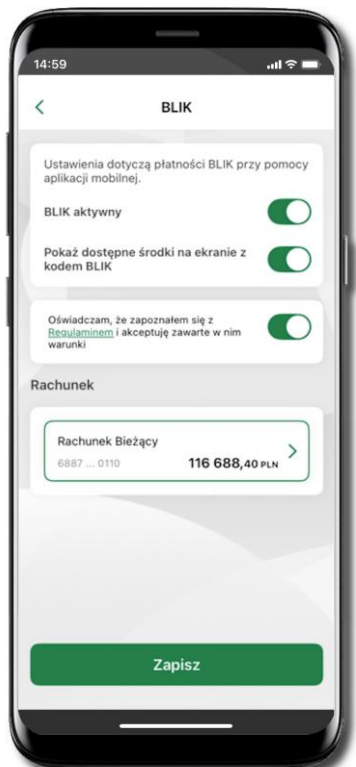 14:59
BLIK
Ustawienia dotyczą płatności BLIK przy pomocy
aplikacji mobilnej.
BLIK aktywny
Pokaż dostępne środki na ekranie z
kodem BLIK
Oświadczam, że zapoznałem się z
Regulaminem i akceptuję zawarte w nim
warunki
Rachunek
Rachunek Bieżący
6887 ... 0110 116 688,40 PLN
Zapisz